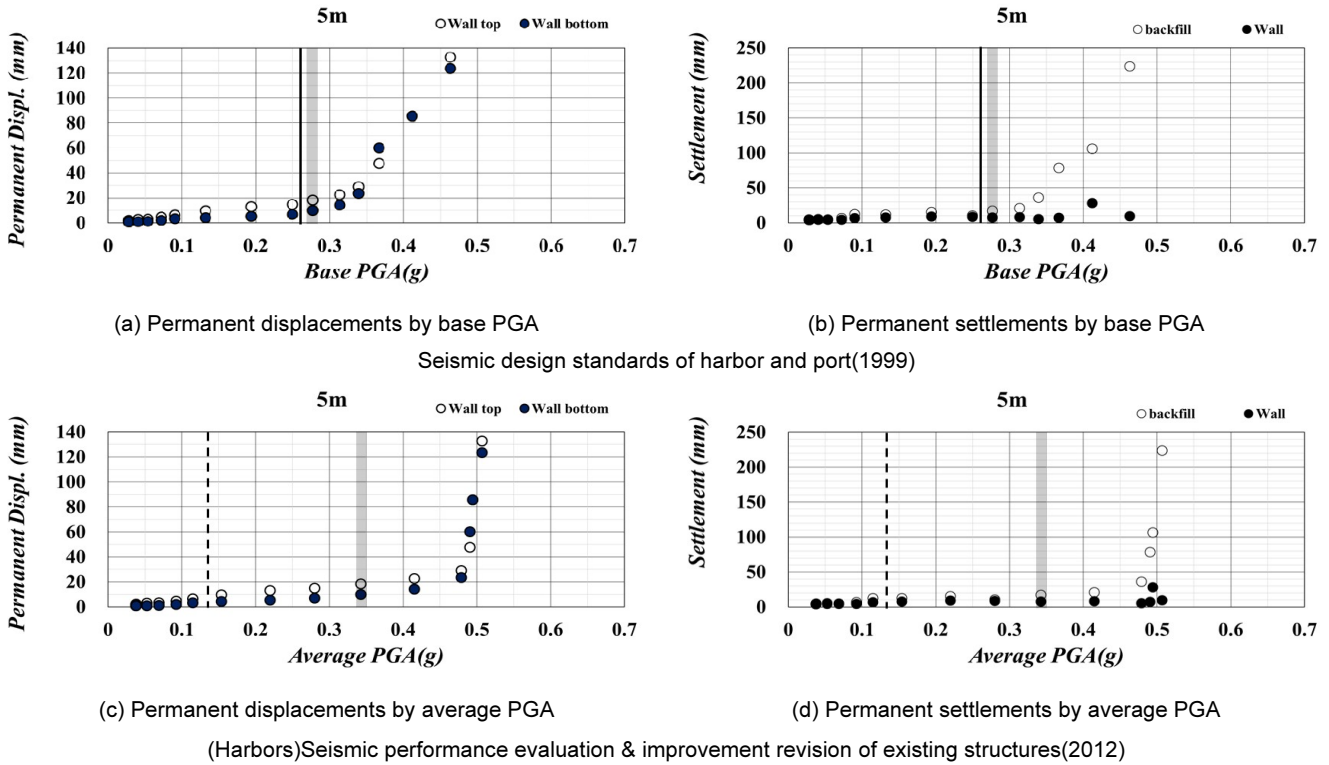 5m
Wall top Wall bottom
Permanent Displ. (mm)
140
120
100
80
60
40
20
0
0 0.1 0.2 0.3 0.4 0.5 0.6 0.7
Base PGA(g)
(a) Permanent displacements by base PGA
5m
backfill Wall
Settlement (mm)
250
200
150
100
50
0
0 0.1 0.2 0.3 0.4 0.5 0.6 0.7
Base PGA(g)
(b) Permanent settlements by base PGA
Seismic design standards of harbor and port(1999)
5m
Wall top Wall bottom
Permanent Displ. (mm)
140
120
100
80
60
40
20
0
0 0.1 0.2 0.3 0.4 0.5 0.6 0.7
Average PGA(g)
(c) Permanent displacements by average PGA
5m
backfill Wall
Settlement (mm)
250
200
150
100
50
0
0 0.1 0.2 0.3 0.4 0.5 0.6 0.7
Average PGA(g)
(d) Permanent settlements by average PGA
(Harbors)Seismic performance evaluation & improvement revision of existing structures(2012)